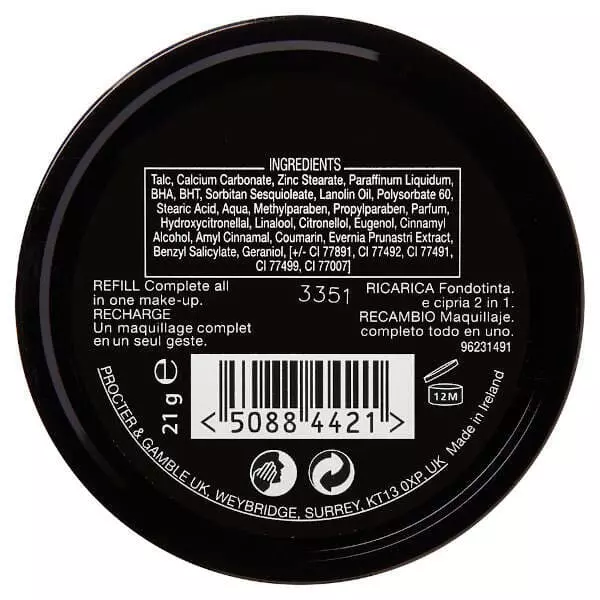 INGREDIENTS
Talc, Calcium Carbonate, Zinc Stearate, Paraffinum Liquidum,
BHA, BHT, Sorbitan Sesquioleate, Lanolin Oil, Polysorbate 60,
Stearic Acid, Aqua, Methylparaben, Propylparaben, Parfum,
Hydroxycitronellal, Linalool, Citronellol, Eugenol, Cinnamyl
Alcohol, Amyl Cinnamal, Coumarin, Evernia Prunastri Extract,
Benzyl Salicylate, Geraniol, [+/- CI 77891, CI 77492, CI 77491,
CI 77499, CI 77007]
REFILL Complete all
in one make-up.
RECHARGE
Un maquillage complet
en un seul geste.
3351
RICARICA Fondotinta.
e cipria 2 in 1.
RECAMBIO Maquillaje.
completo todo en uno.
96231491
21 g e
< 5088 4421 >
12M
PROCTER & GAMBLE UK, WEYBRIDGE, SURREY, KT13 0XP, UK
Made in Ireland